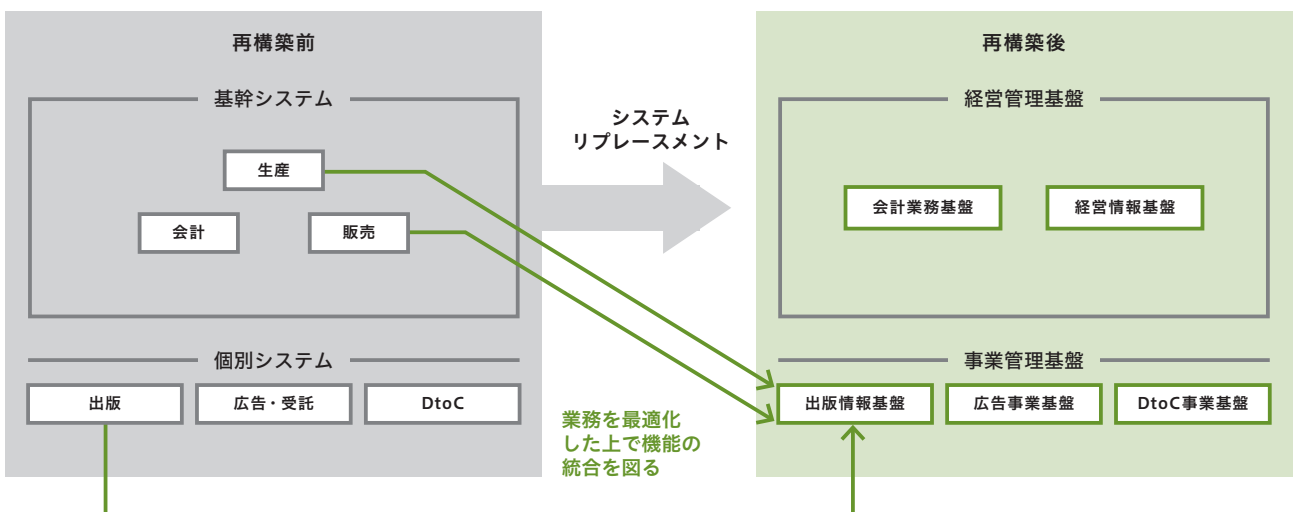 再構築前
基幹システム
生産
会計
販売
個別システム
出版
広告・受託
DtoC
システム
リプレースメント
業務を最適化
した上で機能の
統合を図る
再構築後
経営管理基盤
会計業務基盤
経営情報基盤
事業管理基盤
出版情報基盤
広告事業基盤
DtoC事業基盤